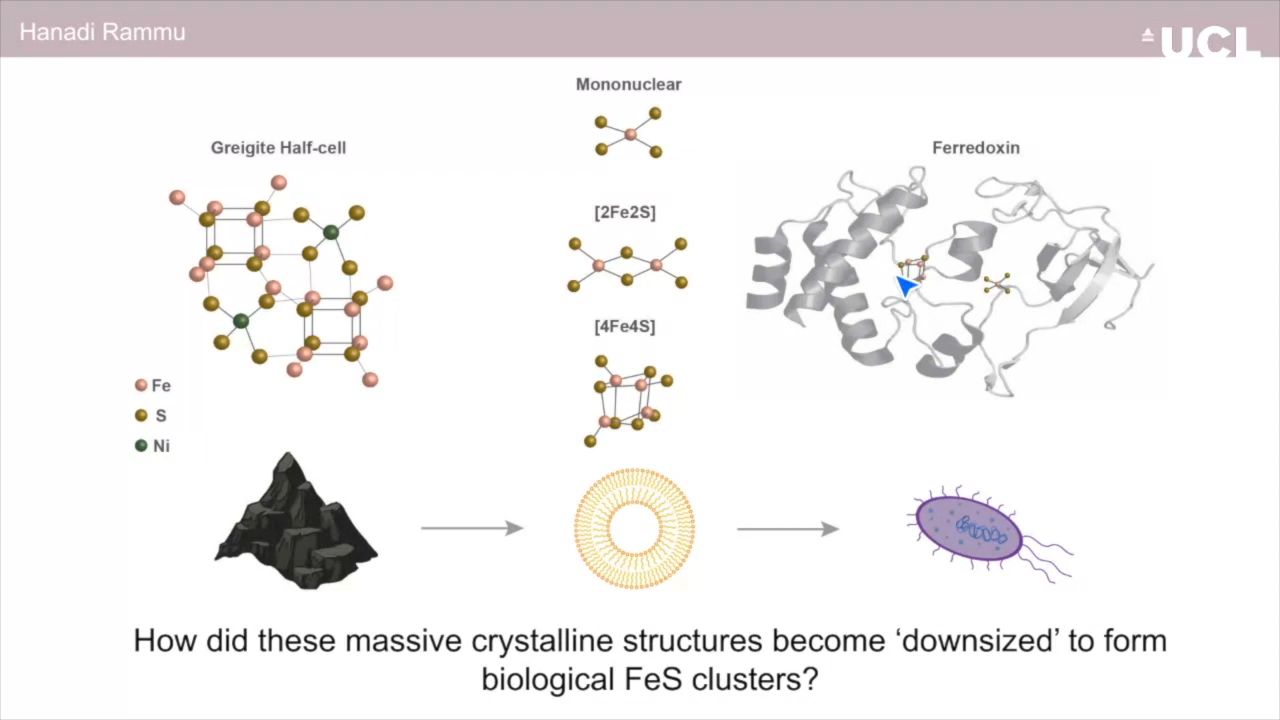 Hanadi Rammu
UCL
Mononuclear
Greigite Half-cell
Ferredoxin
[2Fe2S]
[4Fe4S]
Fe
S
Ni
How did these massive crystalline structures become ‘downsized’ to form
biological FeS clusters?